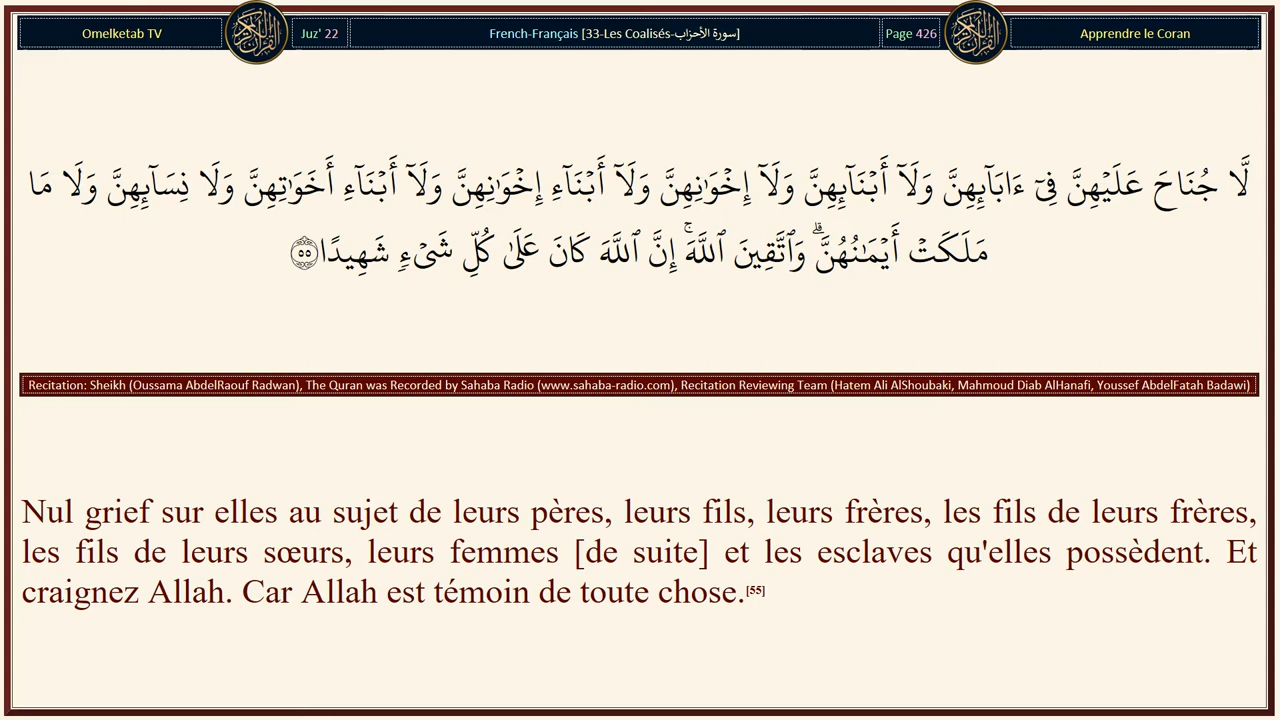 Omelketab TV
Juz' 22
French-Français [33-Les Coalisés-سورة الأحزاب]
Page 426
Apprendre le Coran
لَّا جُنَاحَ عَلَيْهِنَّ فِىٓ ءَابَآئِهِنَّ وَلَآ أَبْنَآئِهِنَّ وَلَآ إِخْوَٰنِهِنَّ وَلَآ أَبْنَآءِ إِخْوَٰنِهِنَّ وَلَآ أَبْنَآءِ أَخَوَٰتِهِنَّ وَلَا نِسَآئِهِنَّ وَلَا مَا
مَلَكَتْ أَيْمَـٰنُهُنَّ ۗ وَٱتَّقِينَ ٱللَّهَ ۚ إِنَّ ٱللَّهَ كَانَ عَلَىٰ كُلِّ شَىْءٍ شَهِيدًا ٥٥
Recitation: Sheikh (Oussama AbdelRaouf Radwan), The Quran was Recorded by Sahaba Radio (www.sahaba-radio.com), Recitation Reviewing Team (Hatem Ali AlShoubaki, Mahmoud Diab AlHanafi, Youssef AbdelFatah Badawi)
Nul grief sur elles au sujet de leurs pères, leurs fils, leurs frères, les fils de leurs frères,
les fils de leurs sœurs, leurs femmes [de suite] et les esclaves qu'elles possèdent. Et
craignez Allah. Car Allah est témoin de toute chose.[55]